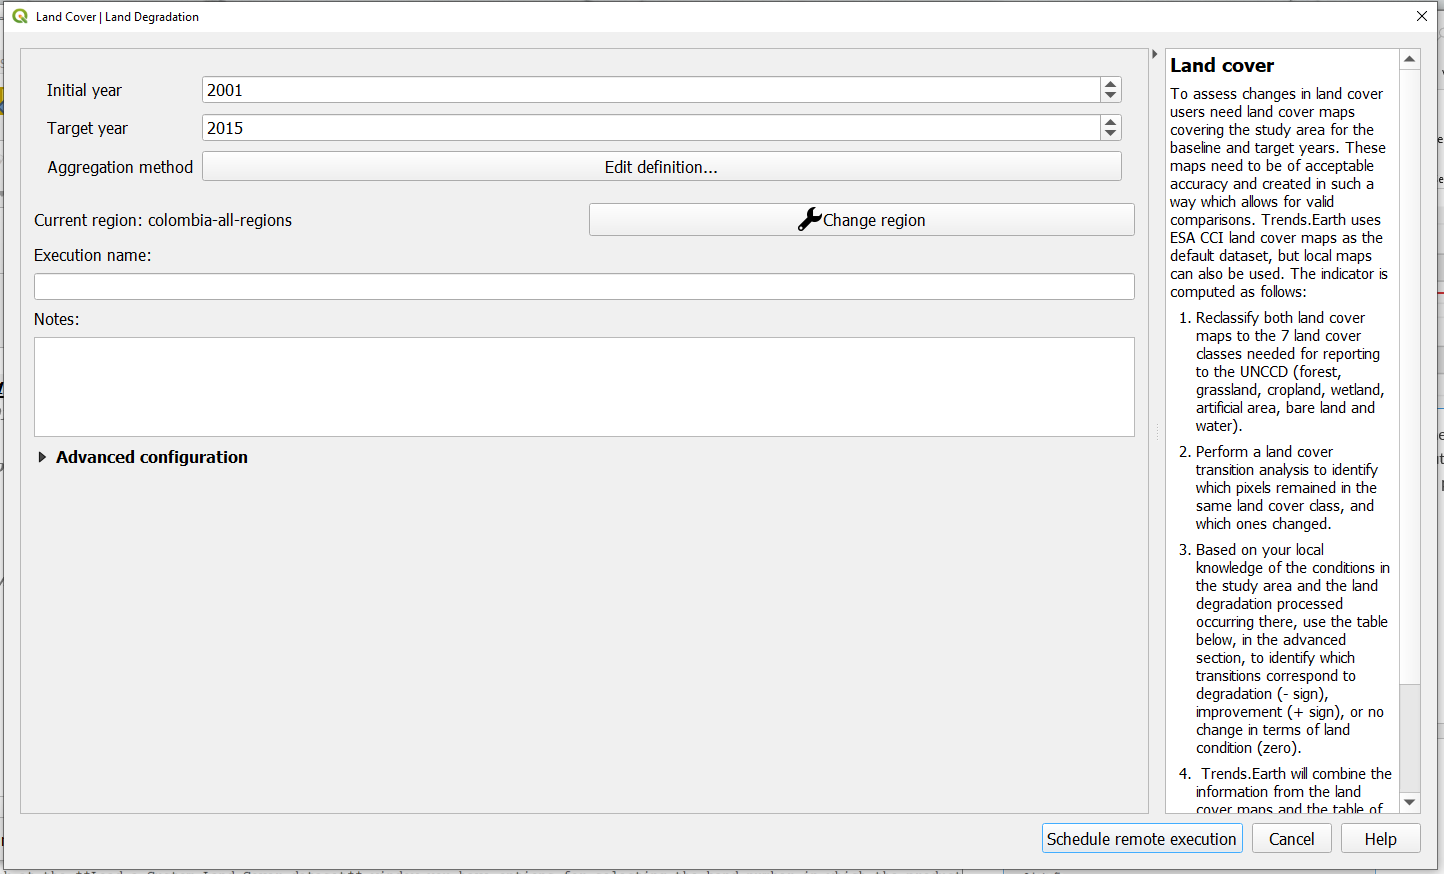 Land Cover | Land Degradation
Initial year
2001
Target year
2015
Aggregation method
Edit definition...
Current region: colombia-all-regions
Change region
Execution name:
Notes:
Advanced configuration
Land cover
To assess changes in land cover
users need land cover maps
covering the study area for the
baseline and target years. These
maps need to be of acceptable
accuracy and created in such a
way which allows for valid
comparisons. Trends.Earth uses
ESA CCI land cover maps as the
default dataset, but local maps
can also be used. The indicator is
computed as follows:
1. Reclassify both land cover
maps to the 7 land cover
classes needed for reporting
to the UNCCD (forest,
grassland, cropland, wetland,
artificial area, bare land and
water).
2. Perform a land cover
transition analysis to identify
which pixels remained in the
same land cover class, and
which ones changed.
3. Based on your local
knowledge of the conditions in
the study area and the land
degradation processed
occurring there, use the table
below, in the advanced
section, to identify which
transitions correspond to
degradation (- sign),
improvement (+ sign), or no
change in terms of land
condition (zero).
4. Trends.Earth will combine the
information from the land
cover maps and the table of
Schedule remote execution
Cancel
Help